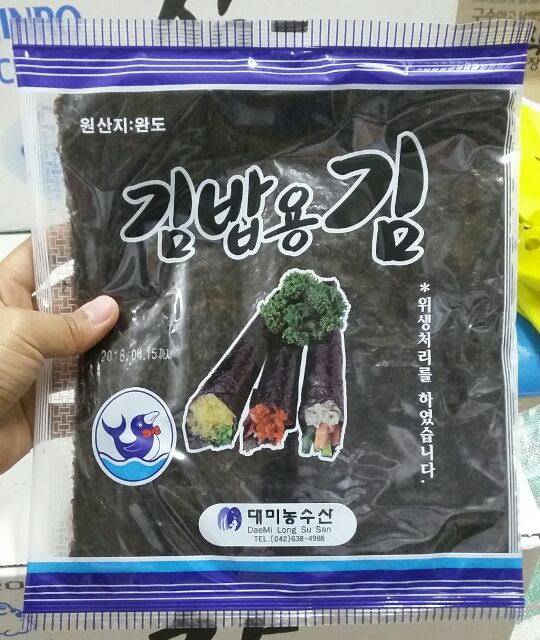 INPO
원산지:완도
김밥용김
*위생처리를 하였습니다.
2018.04.15까지
대미농수산
DaeMi Long Su San
TEL.(042)638-4988